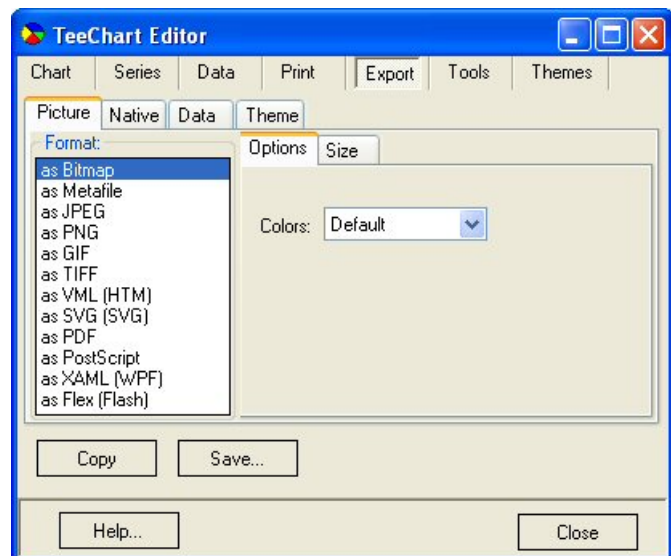 TeeChart Editor
Chart Series Data Print Export Tools Themes
Picture Native Data Theme
Format:
as Bitmap
as Metafile
as JPEG
as PNG
as GIF
as TIFF
as VML (HTM)
as SVG (SVG)
as PDF
as PostScript
as XAML (WPF)
as Flex (Flash)
Options Size
Colors: Default
Copy Save...
Help... Close